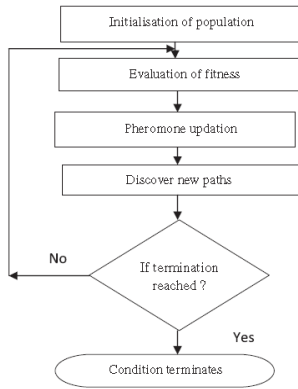 Initialisation of population
Evaluation of fitness
Pheromone updation
Discover new paths
No
If termination
reached ?
Yes
Condition terminates